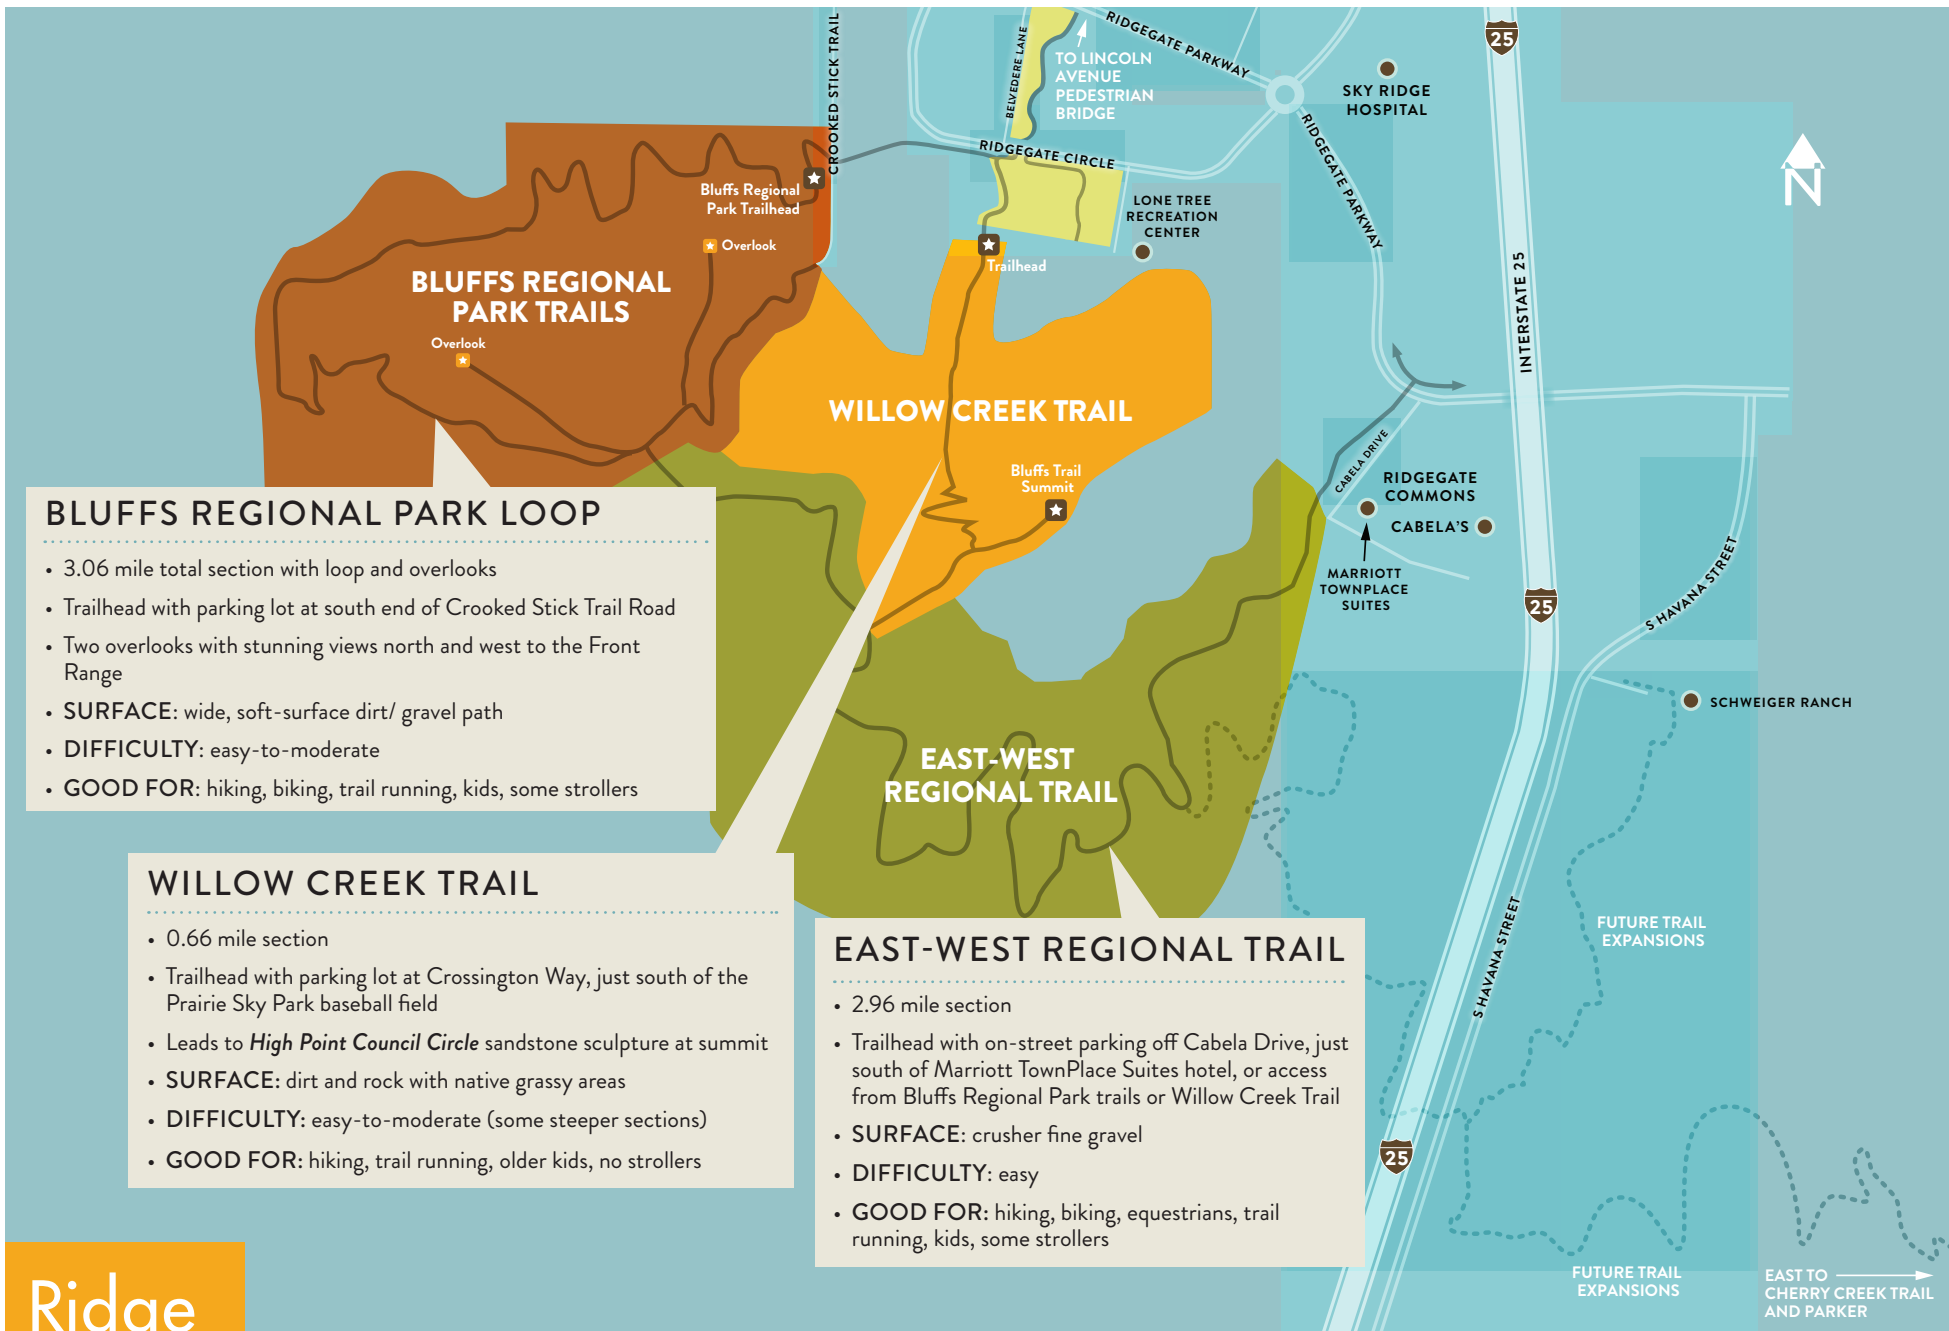 CROOKED STICK TRAIL
BELVEDERE LANE
TO LINCOLN
AVENUE
PEDESTRIAN
BRIDGE
RIDGEGATE PARKWAY
25
SKY RIDGE
HOSPITAL
RIDGEGATE CIRCLE
RIDGEGATE PARKWAY
N
Bluffs Regional
Park Trailhead
Overlook
LONE TREE
RECREATION
CENTER
Trailhead
BLUFFS REGIONAL
PARK TRAILS
Overlook
INTERSTATE 25
WILLOW CREEK TRAIL
Bluffs Trail
Summit
CABELA DRIVE
RIDGEGATE
COMMONS
CABELA'S
MARRIOTT
TOWNPLACE
SUITES
25
S HAVANA STREET
SCHWEIGER RANCH
BLUFFS REGIONAL PARK LOOP
• 3.06 mile total section with loop and overlooks
• Trailhead with parking lot at south end of Crooked Stick Trail Road
• Two overlooks with stunning views north and west to the Front
Range
• SURFACE: wide, soft-surface dirt/ gravel path
• DIFFICULTY: easy-to-moderate
• GOOD FOR: hiking, biking, trail running, kids, some strollers
EAST-WEST
REGIONAL TRAIL
WILLOW CREEK TRAIL
• 0.66 mile section
• Trailhead with parking lot at Crossington Way, just south of the
Prairie Sky Park baseball field
• Leads to High Point Council Circle sandstone sculpture at summit
• SURFACE: dirt and rock with native grassy areas
• DIFFICULTY: easy-to-moderate (some steeper sections)
• GOOD FOR: hiking, trail running, older kids, no strollers
EAST-WEST REGIONAL TRAIL
• 2.96 mile section
• Trailhead with on-street parking off Cabela Drive, just
south of Marriott TownPlace Suites hotel, or access
from Bluffs Regional Park trails or Willow Creek Trail
• SURFACE: crusher fine gravel
• DIFFICULTY: easy
• GOOD FOR: hiking, biking, equestrians, trail
running, kids, some strollers
FUTURE TRAIL
EXPANSIONS
S HAVANA STREET
25
FUTURE TRAIL
EXPANSIONS
EAST TO
CHERRY CREEK TRAIL
AND PARKER
Ridge